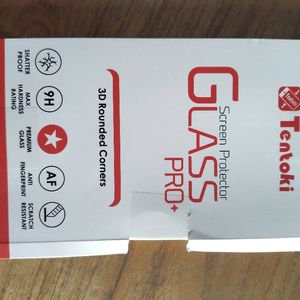 Tentoki
Screen Protector
GLASS
PRO+
3D Rounded Corners
SHATTER
PROOF
9H
MAX.
HARDNESS
RATING
PREMIUM
GLASS
AF
ANTI
FINGERPRINT
SCRATCH
RESISTANT